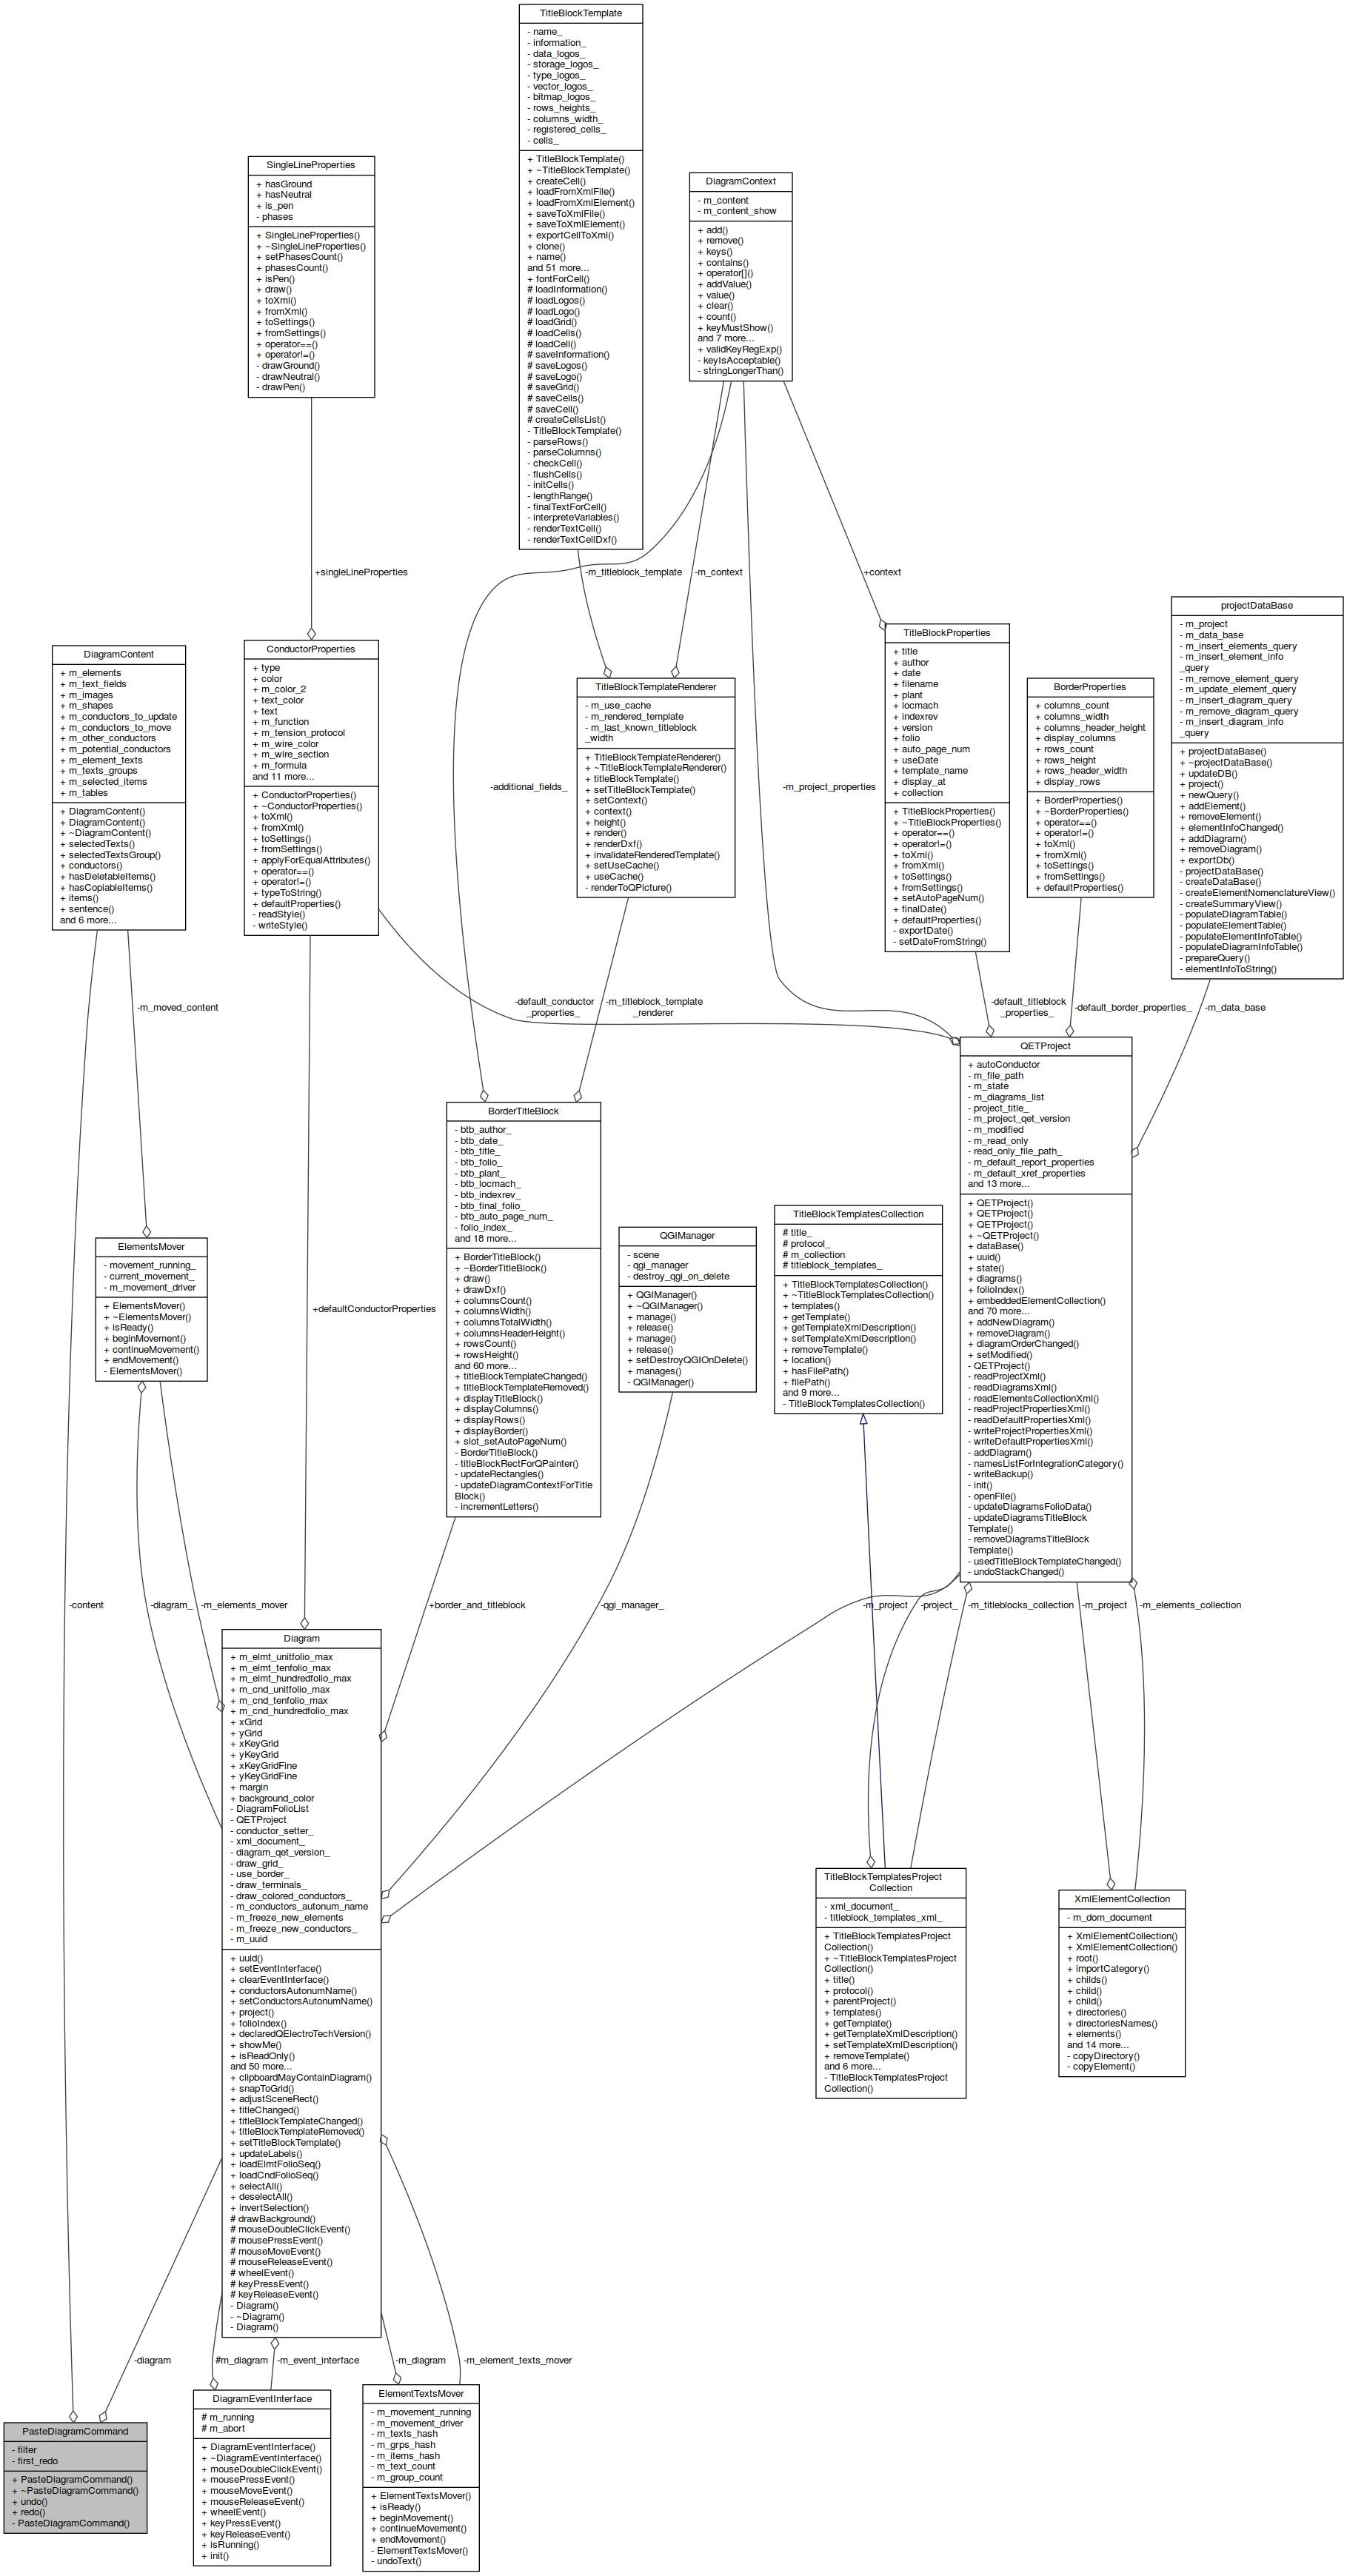 TitleBlockTemplate
- name_
- information_
- data_logos_
- storage_logos_
- type_logos_
- vector_logos_
- bitmap_logos_
- rows_heights_
- columns_width_
- registered_cells_
- cells_
+ TitleBlockTemplate()
+ ~TitleBlockTemplate()
+ createCell()
+ loadFromXmlFile()
+ loadFromXmlElement()
+ saveToXmlFile()
+ saveToXmlElement()
+ exportCellToXml()
+ clone()
+ name()
and 51 more...
+ fontForCell()
# loadInformation()
# loadLogos()
# loadLogo()
# loadGrid()
# loadCells()
# loadCell()
# saveInformation()
# saveLogos()
# saveLogo()
# saveGrid()
# saveCells()
# saveCell()
# createCellsList()
- TitleBlockTemplate()
- parseRows()
- parseColumns()
- checkCell()
- flushCells()
- initCells()
- lengthRange()
- finalTextForCell()
- interpreteVariables()
- renderTextCell()
- renderTextCellDxf()
SingleLineProperties
+ hasGround
+ hasNeutral
+ is_pen
- phases
+ SingleLineProperties()
+ ~SingleLineProperties()
+ setPhasesCount()
+ phasesCount()
+ isPen()
+ draw()
+ toXml()
+ fromXml()
+ toSettings()
+ fromSettings()
+ operator==()
+ operator!=()
- drawGround()
- drawNeutral()
- drawPen()
DiagramContext
- m_content
- m_content_show
+ add()
+ remove()
+ keys()
+ contains()
+ operator[]()
+ addValue()
+ value()
+ clear()
+ count()
+ keyMustShow()
and 7 more...
+ validKeyRegExp()
- keyIsAcceptable()
- stringLongerThan()
+singleLineProperties
-m_titleblock_template
-m_context
+context
DiagramContent
+ m_elements
+ m_text_fields
+ m_images
+ m_shapes
+ m_conductors_to_update
+ m_conductors_to_move
+ m_other_conductors
+ m_potential_conductors
+ m_element_texts
+ m_texts_groups
+ m_selected_items
+ m_tables
+ DiagramContent()
+ DiagramContent()
+ ~DiagramContent()
+ selectedTexts()
+ selectedTextsGroup()
+ conductors()
+ hasDeletableItems()
+ hasCopiableItems()
+ items()
+ sentence()
and 6 more...
ConductorProperties
+ type
+ color
+ m_color_2
+ text_color
+ text
+ m_function
+ m_tension_protocol
+ m_wire_color
+ m_wire_section
+ m_formula
and 11 more...
+ ConductorProperties()
+ ~ConductorProperties()
+ toXml()
+ fromXml()
+ toSettings()
+ fromSettings()
+ applyForEqualAttributes()
+ operator==()
+ operator!=()
+ typeToString()
+ defaultProperties()
- readStyle()
- writeStyle()
-additional_fields_
TitleBlockTemplateRenderer
- m_use_cache
- m_rendered_template
- m_last_known_titleblock
_width
+ TitleBlockTemplateRenderer()
+ ~TitleBlockTemplateRenderer()
+ titleBlockTemplate()
+ setTitleBlockTemplate()
+ setContext()
+ context()
+ height()
+ render()
+ renderDxf()
+ invalidateRenderedTemplate()
+ setUseCache()
+ useCache()
- renderToQPicture()
-m_project_properties
TitleBlockProperties
+ title
+ author
+ date
+ filename
+ plant
+ locmach
+ indexrev
+ version
+ folio
+ auto_page_num
+ useDate
+ template_name
+ display_at
+ collection
+ TitleBlockProperties()
+ ~TitleBlockProperties()
+ operator==()
+ operator!=()
+ toXml()
+ fromXml()
+ toSettings()
+ fromSettings()
+ setAutoPageNum()
+ finalDate()
+ defaultProperties()
- exportDate()
- setDateFromString()
BorderProperties
+ columns_count
+ columns_width
+ columns_header_height
+ display_columns
+ rows_count
+ rows_height
+ rows_header_width
+ display_rows
+ BorderProperties()
+ ~BorderProperties()
+ operator==()
+ operator!=()
+ toXml()
+ fromXml()
+ toSettings()
+ fromSettings()
+ defaultProperties()
projectDataBase
- m_project
- m_data_base
- m_insert_elements_query
- m_insert_element_info
_query
- m_remove_element_query
- m_update_element_query
- m_insert_diagram_query
- m_remove_diagram_query
- m_insert_diagram_info
_query
+ projectDataBase()
+ ~projectDataBase()
+ updateDB()
+ project()
+ newQuery()
+ addElement()
+ removeElement()
+ elementInfoChanged()
+ addDiagram()
+ removeDiagram()
+ exportDb()
- projectDataBase()
- createDataBase()
- createElementNomenclatureView()
- createSummaryView()
- populateDiagramTable()
- populateElementTable()
- populateElementInfoTable()
- populateDiagramInfoTable()
- prepareQuery()
- elementInfoToString()
-m_moved_content
-default_conductor
_properties_
-m_titleblock_template
_renderer
-default_titleblock
_properties_
-default_border_properties_
-m_data_base
ElementsMover
- movement_running_
- current_movement_
- m_movement_driver
+ ElementsMover()
+ ~ElementsMover()
+ isReady()
+ beginMovement()
+ continueMovement()
+ endMovement()
- ElementsMover()
+defaultConductorProperties
BorderTitleBlock
- btb_author_
- btb_date_
- btb_title_
- btb_folio_
- btb_plant_
- btb_locmach_
- btb_indexrev_
- btb_final_folio_
- btb_auto_page_num_
- folio_index_
and 18 more...
+ BorderTitleBlock()
+ ~BorderTitleBlock()
+ draw()
+ drawDxf()
+ columnsCount()
+ columnsWidth()
+ columnsTotalWidth()
+ columnsHeaderHeight()
+ rowsCount()
+ rowsHeight()
and 60 more...
+ titleBlockTemplateChanged()
+ titleBlockTemplateRemoved()
+ displayTitleBlock()
+ displayColumns()
+ displayRows()
+ displayBorder()
+ slot_setAutoPageNum()
- BorderTitleBlock()
- titleBlockRectForQPainter()
- updateRectangles()
- updateDiagramContextForTitle
Block()
- incrementLetters()
QGIManager
- scene
- qgi_manager
- destroy_qgi_on_delete
+ QGIManager()
+ ~QGIManager()
+ manage()
+ release()
+ manage()
+ release()
+ setDestroyQGIOnDelete()
+ manages()
- QGIManager()
TitleBlockTemplatesCollection
# title_
# protocol_
# m_collection
# titleblock_templates_
+ TitleBlockTemplatesCollection()
+ ~TitleBlockTemplatesCollection()
+ templates()
+ getTemplate()
+ getTemplateXmlDescription()
+ setTemplateXmlDescription()
+ removeTemplate()
+ location()
+ hasFilePath()
+ filePath()
and 9 more...
- TitleBlockTemplatesCollection()
QETProject
+ autoConductor
- m_file_path
- m_state
- m_diagrams_list
- project_title_
- m_project_qet_version
- m_modified
- m_read_only
- read_only_file_path_
- m_default_report_properties
- m_default_xref_properties
and 13 more...
+ QETProject()
+ QETProject()
+ QETProject()
+ ~QETProject()
+ dataBase()
+ uuid()
+ state()
+ diagrams()
+ folioIndex()
+ embeddedElementCollection()
and 70 more...
+ addNewDiagram()
+ removeDiagram()
+ diagramOrderChanged()
+ setModified()
- QETProject()
- readProjectXml()
- readDiagramsXml()
- readElementsCollectionXml()
- readProjectPropertiesXml()
- readDefaultPropertiesXml()
- writeProjectPropertiesXml()
- writeDefaultPropertiesXml()
- addDiagram()
- namesListForIntegrationCategory()
- writeBackup()
- init()
- openFile()
- updateDiagramsFolioData()
- updateDiagramsTitleBlock
Template()
- removeDiagramsTitleBlock
Template()
- usedTitleBlockTemplateChanged()
- undoStackChanged()
-content
-diagram_
-m_elements_mover
+border_and_titleblock
-qgi_manager_
-m_project
-project_
-m_titleblocks_collection
-m_project
-m_elements_collection
Diagram
+ m_elmt_unitfolio_max
+ m_elmt_tenfolio_max
+ m_elmt_hundredfolio_max
+ m_cnd_unitfolio_max
+ m_cnd_tenfolio_max
+ m_cnd_hundredfolio_max
+ xGrid
+ yGrid
+ xKeyGrid
+ yKeyGrid
+ xKeyGridFine
+ yKeyGridFine
+ margin
+ background_color
- DiagramFolioList
- QETProject
- conductor_setter_
- xml_document_
- diagram_qet_version_
- draw_grid_
- use_border_
- draw_terminals_
- draw_colored_conductors_
- m_conductors_autonum_name
- m_freeze_new_elements
- m_freeze_new_conductors_
- m_uuid
+ uuid()
+ setEventInterface()
+ clearEventInterface()
+ conductorsAutonumName()
+ setConductorsAutonumName()
+ project()
+ folioIndex()
+ declaredQElectroTechVersion()
+ showMe()
+ isReadOnly()
and 50 more...
+ clipboardMayContainDiagram()
+ snapToGrid()
+ adjustSceneRect()
+ titleChanged()
+ titleBlockTemplateChanged()
+ titleBlockTemplateRemoved()
+ setTitleBlockTemplate()
+ updateLabels()
+ loadElmtFolioSeq()
+ loadCndFolioSeq()
+ selectAll()
+ deselectAll()
+ invertSelection()
# drawBackground()
# mouseDoubleClickEvent()
# mousePressEvent()
# mouseMoveEvent()
# mouseReleaseEvent()
# wheelEvent()
# keyPressEvent()
# keyReleaseEvent()
- Diagram()
- ~Diagram()
- Diagram()
TitleBlockTemplatesProject
Collection
- xml_document_
- titleblock_templates_xml_
+ TitleBlockTemplatesProject
Collection()
+ ~TitleBlockTemplatesProject
Collection()
+ title()
+ protocol()
+ parentProject()
+ templates()
+ getTemplate()
+ getTemplateXmlDescription()
+ setTemplateXmlDescription()
+ removeTemplate()
and 6 more...
- TitleBlockTemplatesProject
Collection()
XmlElementCollection
- m_dom_document
+ XmlElementCollection()
+ XmlElementCollection()
+ root()
+ importCategory()
+ childs()
+ child()
+ child()
+ directories()
+ directoriesNames()
+ elements()
and 14 more...
- copyDirectory()
- copyElement()
-diagram
#m_diagram
-m_event_interface
-m_diagram
-m_element_texts_mover
PasteDiagramCommand
- filter
- first_redo
+ PasteDiagramCommand()
+ ~PasteDiagramCommand()
+ undo()
+ redo()
- PasteDiagramCommand()
DiagramEventInterface
# m_running
# m_abort
+ DiagramEventInterface()
+ ~DiagramEventInterface()
+ mouseDoubleClickEvent()
+ mousePressEvent()
+ mouseMoveEvent()
+ mouseReleaseEvent()
+ wheelEvent()
+ keyPressEvent()
+ keyReleaseEvent()
+ isRunning()
+ init()
ElementTextsMover
- m_movement_running
- m_movement_driver
- m_texts_hash
- m_grps_hash
- m_items_hash
- m_text_count
- m_group_count
+ ElementTextsMover()
+ isReady()
+ beginMovement()
+ continueMovement()
+ endMovement()
- ElementTextsMover()
- undoText()